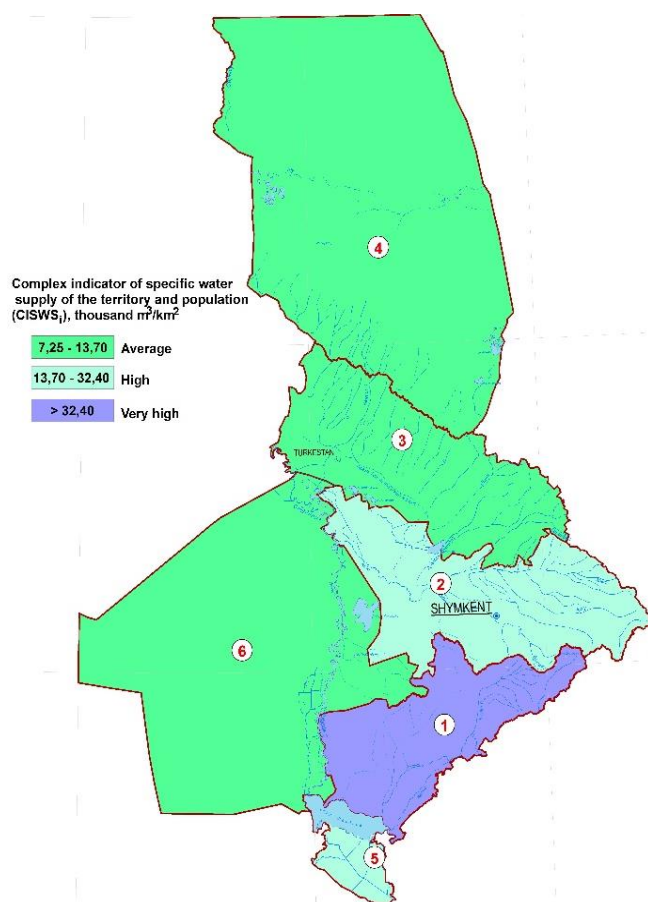 4
Complex indicator of specific water
supply of the territory and population
(CISWSᵢ), thousand m³/km²
7,25 - 13,70 Average
13,70 - 32,40 High
> 32,40 Very high
3
TURKESTAN
2
SHYMKENT
6
1
5